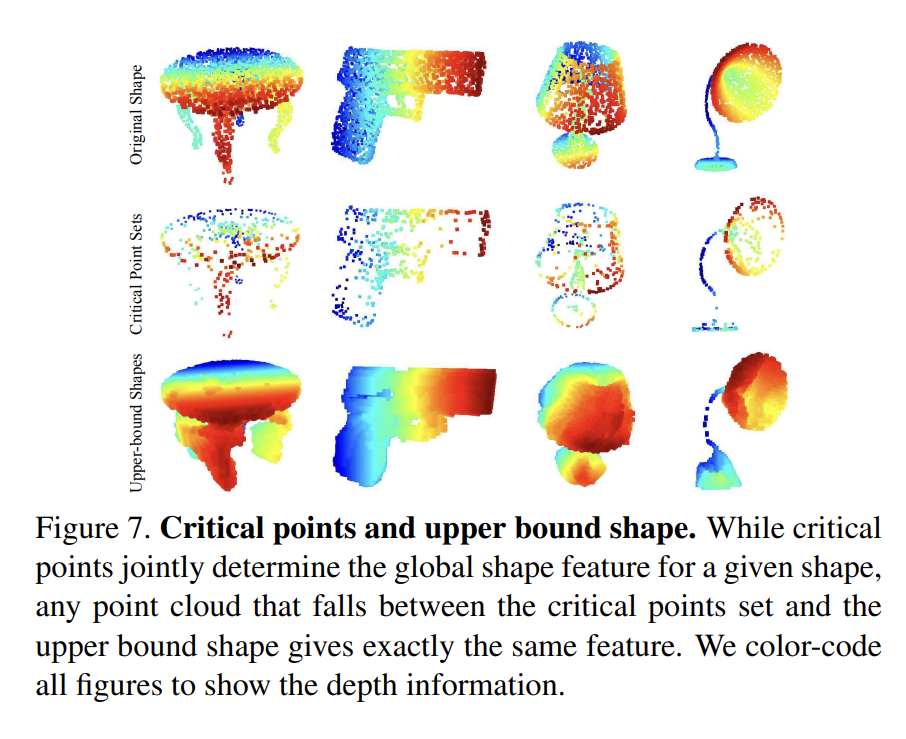 Original Shape
Critical Point Sets
Upper-bound Shapes
Figure 7. Critical points and upper bound shape. While critical
points jointly determine the global shape feature for a given shape,
any point cloud that falls between the critical points set and the
upper bound shape gives exactly the same feature. We color-code
all figures to show the depth information.